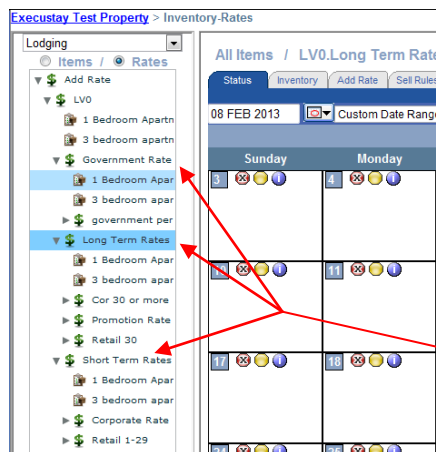 Execustay Test Property > Inventory-Rates
Lodging
Items / Rates
Add Rate
LV0
1 Bedroom Apartn
3 bedroom apartn
Government Rate
1 Bedroom Apar
3 bedroom apar
government per
Long Term Rates
1 Bedroom Apar
3 bedroom apar
Cor 30 or more
Promotion Rate
Retail 30
Short Term Rates
1 Bedroom Apar
3 bedroom apar
Corporate Rate
Retail 1-29
All Items / LV0.Long Term Rate
Status Inventory Add Rate Sell Rules
08 FEB 2013 Custom Date Range
Sunday Monday
3 4
11
17 18